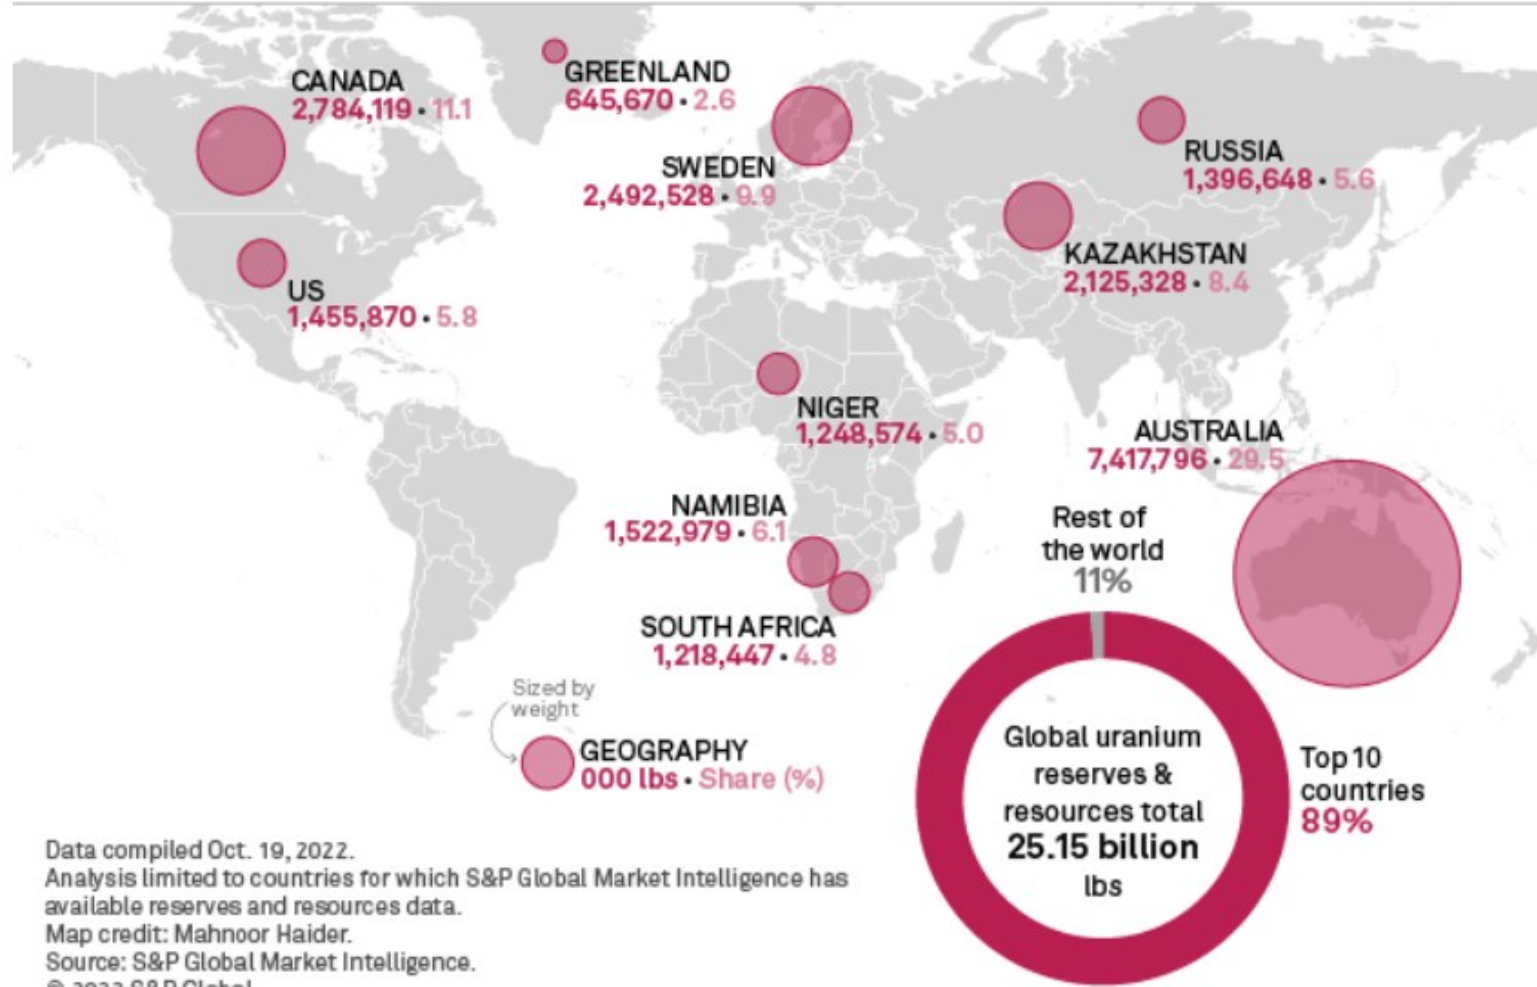 CANADA
2,784,119 • 11.1
GREENLAND
645,670 • 2.6
SWEDEN
2,492,528 • 9.9
RUSSIA
1,396,648 • 5.6
KAZAKHSTAN
2,125,328 • 8.4
US
1,455,870 • 5.8
NIGER
1,248,574 • 5.0
AUSTRALIA
7,417,796 • 29.5
NAMIBIA
1,522,979 • 6.1
SOUTH AFRICA
1,218,447 • 4.8
Rest of
the world
11%
Sized by
weight
GEOGRAPHY
000 lbs • Share (%)
Global uranium
reserves &
resources total
25.15 billion
lbs
Top 10
countries
89%
Data compiled Oct. 19, 2022.
Analysis limited to countries for which S&P Global Market Intelligence has
available reserves and resources data.
Map credit: Mahnoor Haider.
Source: S&P Global Market Intelligence.
© 2022 S&P Global